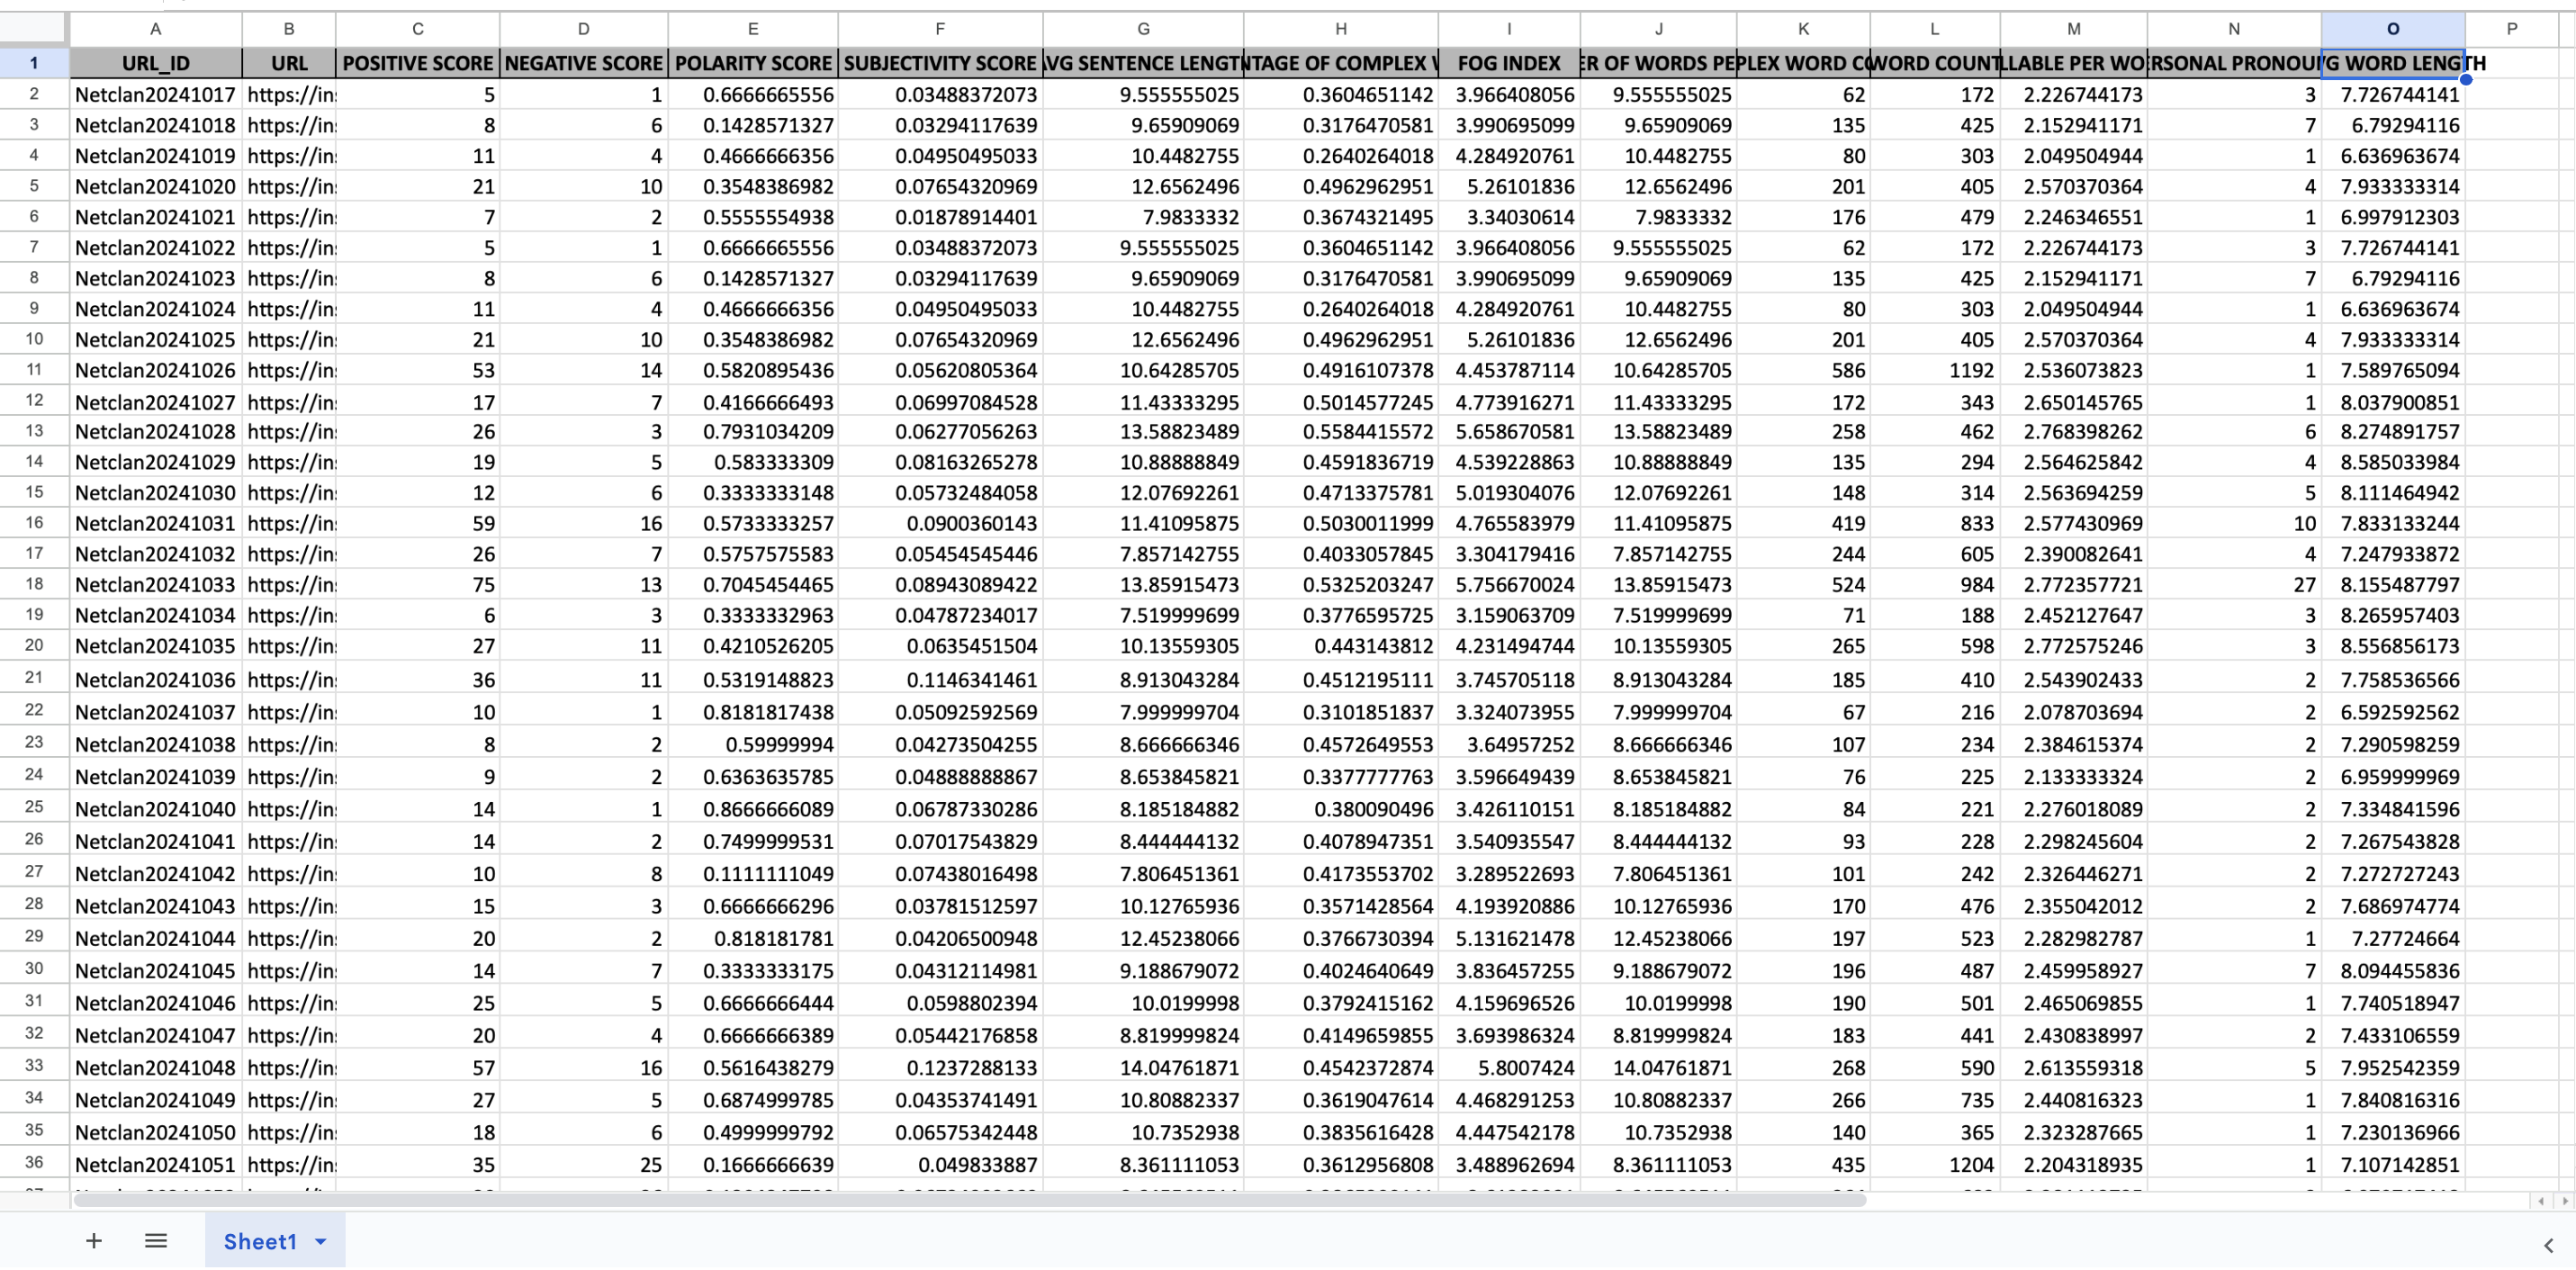 A B C D E F G H I J K L M N O P
1 URL_ID URL POSITIVE SCORE NEGATIVE SCORE POLARITY SCORE SUBJECTIVITY SCORE AVG SENTENCE LENGT NTAGE OF COMPLEX FOG INDEX ER OF WORDS PE PLEX WORD CO WORD COUNT LLABLE PER WO ERSONAL PRONOU G WORD LENGTH
2 Netclan20241017 https://in 5 1 0.6666665556 0.03488372073 9.555555025 0.3604651142 3.966408056 9.555555025 62 172 2.226744173 3 7.726744141
3 Netclan20241018 https://in 8 6 0.1428571327 0.03294117639 9.65909069 0.3176470581 3.990695099 9.65909069 135 425 2.152941171 7 6.79294116
4 Netclan20241019 https://in 11 4 0.4666666356 0.04950495033 10.4482755 0.2640264018 4.284920761 10.4482755 80 303 2.049504944 1 6.636963674
5 Netclan20241020 https://in 21 10 0.3548386982 0.07654320969 12.6562496 0.4962962951 5.26101836 12.6562496 201 405 2.570370364 4 7.933333314
6 Netclan20241021 https://in 7 2 0.5555554938 0.01878914401 7.9833332 0.3674321495 3.34030614 7.9833332 176 479 2.246346551 1 6.997912303
7 Netclan20241022 https://in 5 1 0.6666665556 0.03488372073 9.555555025 0.3604651142 3.966408056 9.555555025 62 172 2.226744173 3 7.726744141
8 Netclan20241023 https://in 8 6 0.1428571327 0.03294117639 9.65909069 0.3176470581 3.990695099 9.65909069 135 425 2.152941171 7 6.79294116
9 Netclan20241024 https://in 11 4 0.4666666356 0.04950495033 10.4482755 0.2640264018 4.284920761 10.4482755 80 303 2.049504944 1 6.636963674
10 Netclan20241025 https://in 21 10 0.3548386982 0.07654320969 12.6562496 0.4962962951 5.26101836 12.6562496 201 405 2.570370364 4 7.933333314
11 Netclan20241026 https://in 53 14 0.5820895436 0.05620805364 10.64285705 0.4916107378 4.453787114 10.64285705 586 1192 2.536073823 1 7.589765094
12 Netclan20241027 https://in 17 7 0.4166666493 0.06997084528 11.43333295 0.5014577245 4.773916271 11.43333295 172 343 2.650145765 1 8.037900851
13 Netclan20241028 https://in 26 3 0.7931034209 0.06277056263 13.58823489 0.5584415572 5.658670581 13.58823489 258 462 2.768398262 6 8.274891757
14 Netclan20241029 https://in 19 5 0.583333309 0.08163265278 10.88888849 0.4591836719 4.539228863 10.88888849 135 294 2.564625842 4 8.585033984
15 Netclan20241030 https://in 12 6 0.3333333148 0.05732484058 12.07692261 0.4713375781 5.019304076 12.07692261 148 314 2.563694259 5 8.111464942
16 Netclan20241031 https://in 59 16 0.5733333257 0.0900360143 11.41095875 0.5030011999 4.765583979 11.41095875 419 833 2.577430969 10 7.833133244
17 Netclan20241032 https://in 26 7 0.5757575583 0.05454545446 7.857142755 0.4033057845 3.304179416 7.857142755 244 605 2.390082641 4 7.247933872
18 Netclan20241033 https://in 75 13 0.7045454465 0.08943089422 13.85915473 0.5325203247 5.756670024 13.85915473 524 984 2.772357721 27 8.155487797
19 Netclan20241034 https://in 6 3 0.3333332963 0.04787234017 7.519999699 0.3776595725 3.159063709 7.519999699 71 188 2.452127647 3 8.265957403
20 Netclan20241035 https://in 27 11 0.4210526205 0.0635451504 10.13559305 0.443143812 4.231494744 10.13559305 265 598 2.772575246 3 8.556856173
21 Netclan20241036 https://in 36 11 0.5319148823 0.1146341461 8.913043284 0.4512195111 3.745705118 8.913043284 185 410 2.543902433 2 7.758536566
22 Netclan20241037 https://in 10 1 0.8181817438 0.05092592569 7.999999704 0.3101851837 3.324073955 7.999999704 67 216 2.078703694 2 6.592592562
23 Netclan20241038 https://in 8 2 0.59999994 0.04273504255 8.666666346 0.4572649553 3.64957252 8.666666346 107 234 2.384615374 2 7.290598259
24 Netclan20241039 https://in 9 2 0.6363635785 0.04888888867 8.653845821 0.3377777763 3.596649439 8.653845821 76 225 2.133333324 2 6.959999969
25 Netclan20241040 https://in 14 1 0.8666666089 0.06787330286 8.185184882 0.380090496 3.426110151 8.185184882 84 221 2.276018089 2 7.334841596
26 Netclan20241041 https://in 14 2 0.7499999531 0.07017543829 8.444444132 0.4078947351 3.540935547 8.444444132 93 228 2.298245604 2 7.267543828
27 Netclan20241042 https://in 10 8 0.1111111049 0.07438016498 7.806451361 0.4173553702 3.289522693 7.806451361 101 242 2.326446271 2 7.272727243
28 Netclan20241043 https://in 15 3 0.6666666296 0.03781512597 10.12765936 0.3571428564 4.193920886 10.12765936 170 476 2.355042012 2 7.686974774
29 Netclan20241044 https://in 20 2 0.818181781 0.04206500948 12.45238066 0.3766730394 5.131621478 12.45238066 197 523 2.282982787 1 7.27724664
30 Netclan20241045 https://in 14 7 0.3333333175 0.04312114981 9.188679072 0.4024640649 3.836457255 9.188679072 196 487 2.459958927 7 8.094455836
31 Netclan20241046 https://in 25 5 0.6666666444 0.0598802394 10.0199998 0.3792415162 4.159696526 10.0199998 190 501 2.465069855 1 7.740518947
32 Netclan20241047 https://in 20 4 0.6666666389 0.05442176858 8.819999824 0.4149659855 3.693986324 8.819999824 183 441 2.430838997 2 7.433106559
33 Netclan20241048 https://in 57 16 0.5616438279 0.1237288133 14.04761871 0.4542372874 5.8007424 14.04761871 268 590 2.613559318 5 7.952542359
34 Netclan20241049 https://in 27 5 0.6874999785 0.04353741491 10.80882337 0.3619047614 4.468291253 10.80882337 266 735 2.440816323 1 7.840816316
35 Netclan20241050 https://in 18 6 0.4999999792 0.06575342448 10.7352938 0.3835616428 4.447542178 10.7352938 140 365 2.323287665 1 7.230136966
36 Netclan20241051 https://in 35 25 0.1666666639 0.049833887 8.361111053 0.3612956808 3.488962694 8.361111053 435 1204 2.204318935 1 7.107142851
Sheet1